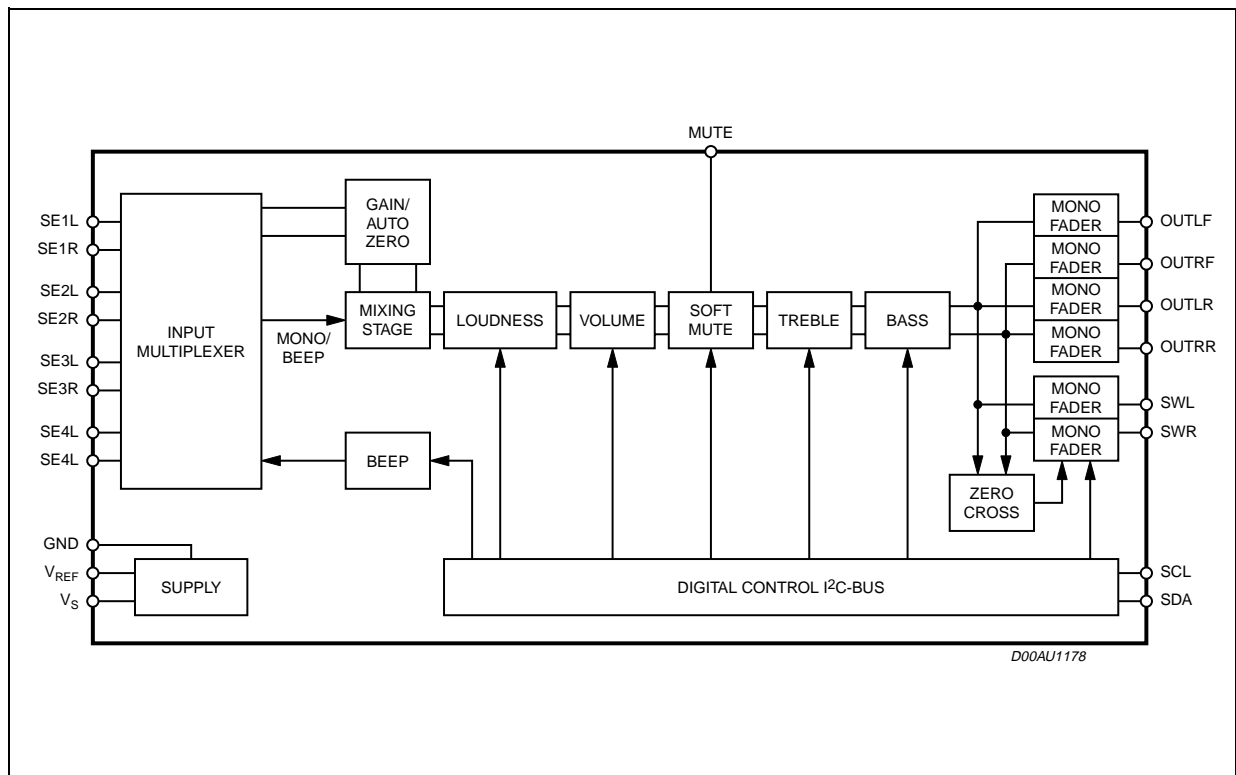 MUTE
SE1L
SE1R
SE2L
SE2R
SE3L
SE3R
SE4L
SE4L
INPUT
MULTIPLEXER
GAIN/
AUTO
ZERO
MONO/
BEEP
MIXING
STAGE
LOUDNESS
VOLUME
SOFT
MUTE
TREBLE
BASS
MONO
FADER
MONO
FADER
MONO
FADER
MONO
FADER
MONO
FADER
MONO
FADER
OUTLF
OUTRF
OUTLR
OUTRR
SWL
SWR
BEEP
ZERO
CROSS
GND
VREF
VS
SUPPLY
DIGITAL CONTROL I²C-BUS
SCL
SDA
D00AU1178